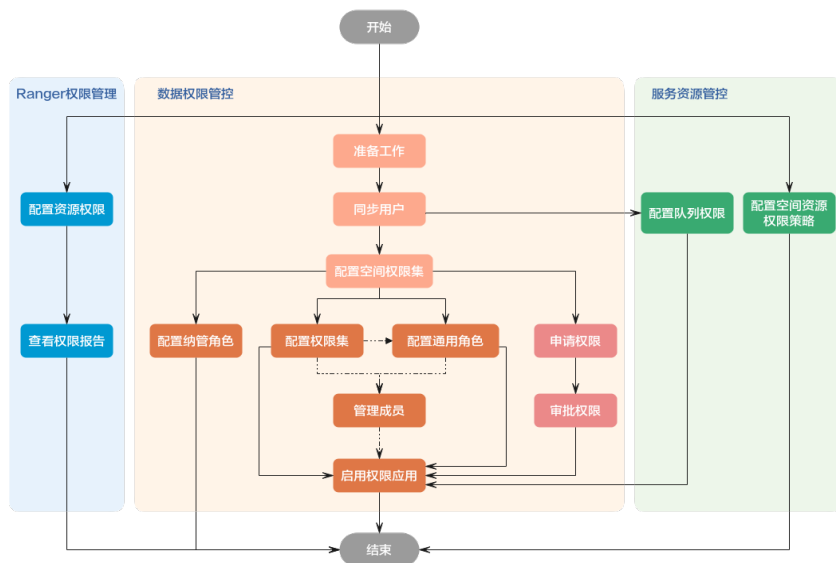 开始
Ranger权限管理
数据权限管控
服务资源管控
准备工作
配置资源权限
同步用户
配置队列权限
配置空间资源
权限策略
配置空间权限集
查看权限报告
配置纳管角色
配置权限集
配置通用角色
申请权限
管理成员
审批权限
启用权限应用
结束